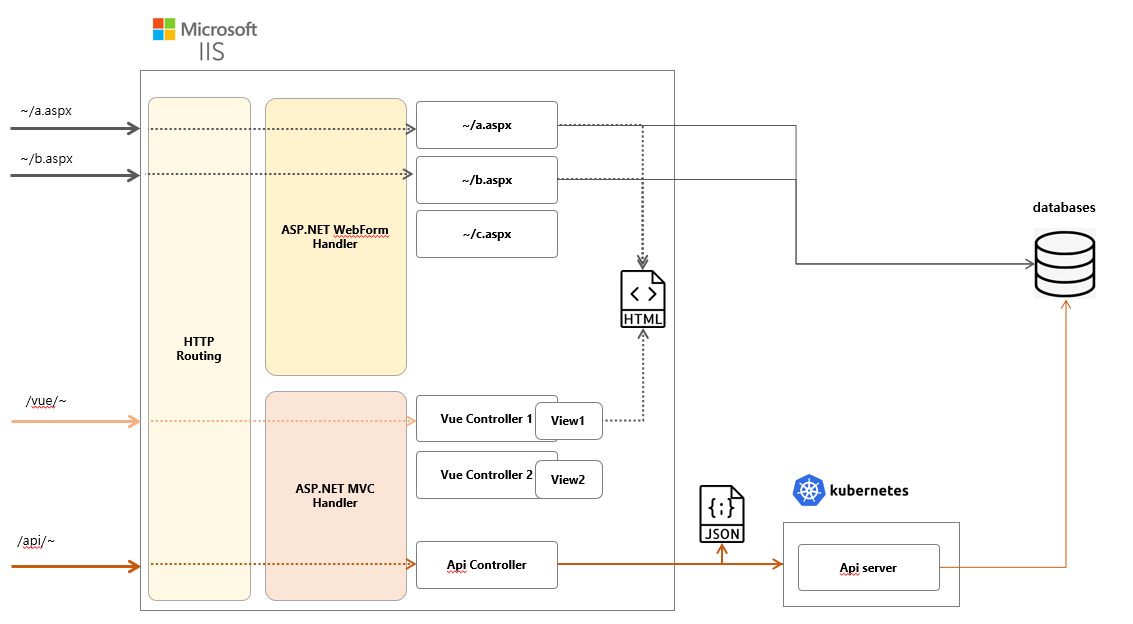 Microsoft
IIS
~/a.aspx
~/b.aspx
/vue/~
/api/~
HTTP
Routing
ASP.NET WebForm
Handler
ASP.NET MVC
Handler
~/a.aspx
~/b.aspx
~/c.aspx
HTML
Vue Controller 1
View1
Vue Controller 2
View2
Api Controller
{;}
JSON
kubernetes
Api server
databases